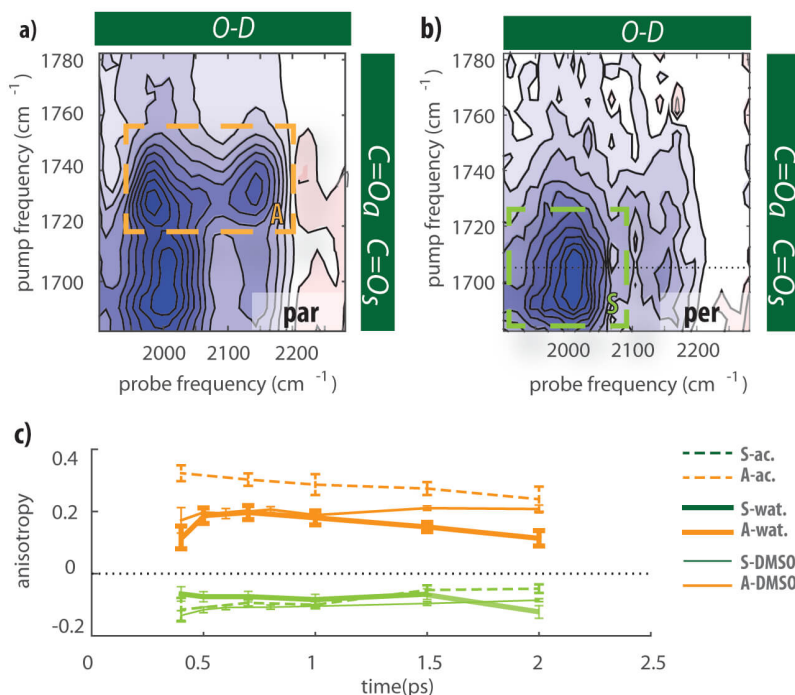 a)
O-D
pump frequency (cm -1)
1780
1760
1740
1720
1700
A
par
2000 2100 2200
probe frequency (cm -1)
C=Oa C=Os
b)
O-D
pump frequency (cm -1)
1780
1760
1740
1720
1700
S
per
2000 2100 2200
probe frequency (cm -1)
C=Oa C=Os
c)
anisotropy
0.4
0.2
0
-0.2
0 0.5 1 1.5 2 2.5
time(ps)
S-ac.
A-ac.
S-wat.
A-wat.
S-DMSO
A-DMSO